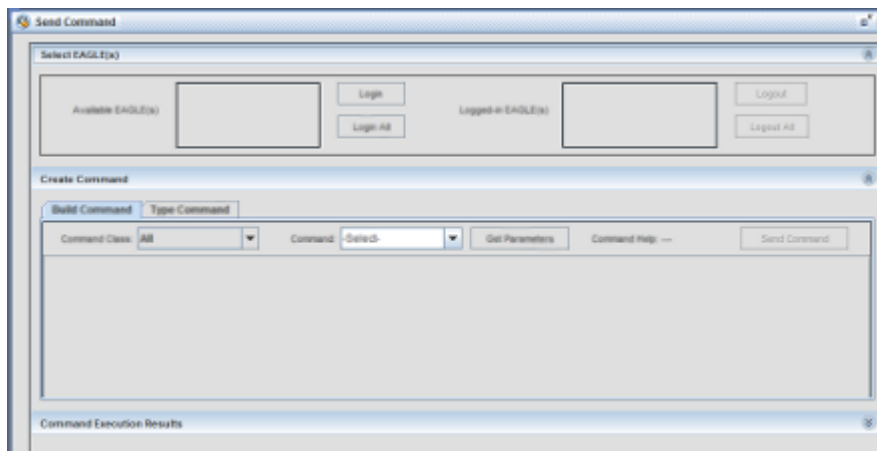 Send Command
Select EAGLE(s)
Available EAGLE(s)
Login
Login All
Logged-in EAGLE(s)
Logout
Logout All
Create Command
Build Command
Type Command
Command Class: All
Command: -Select-
Get Parameters
Command Help: ---
Send Command
Command Execution Results